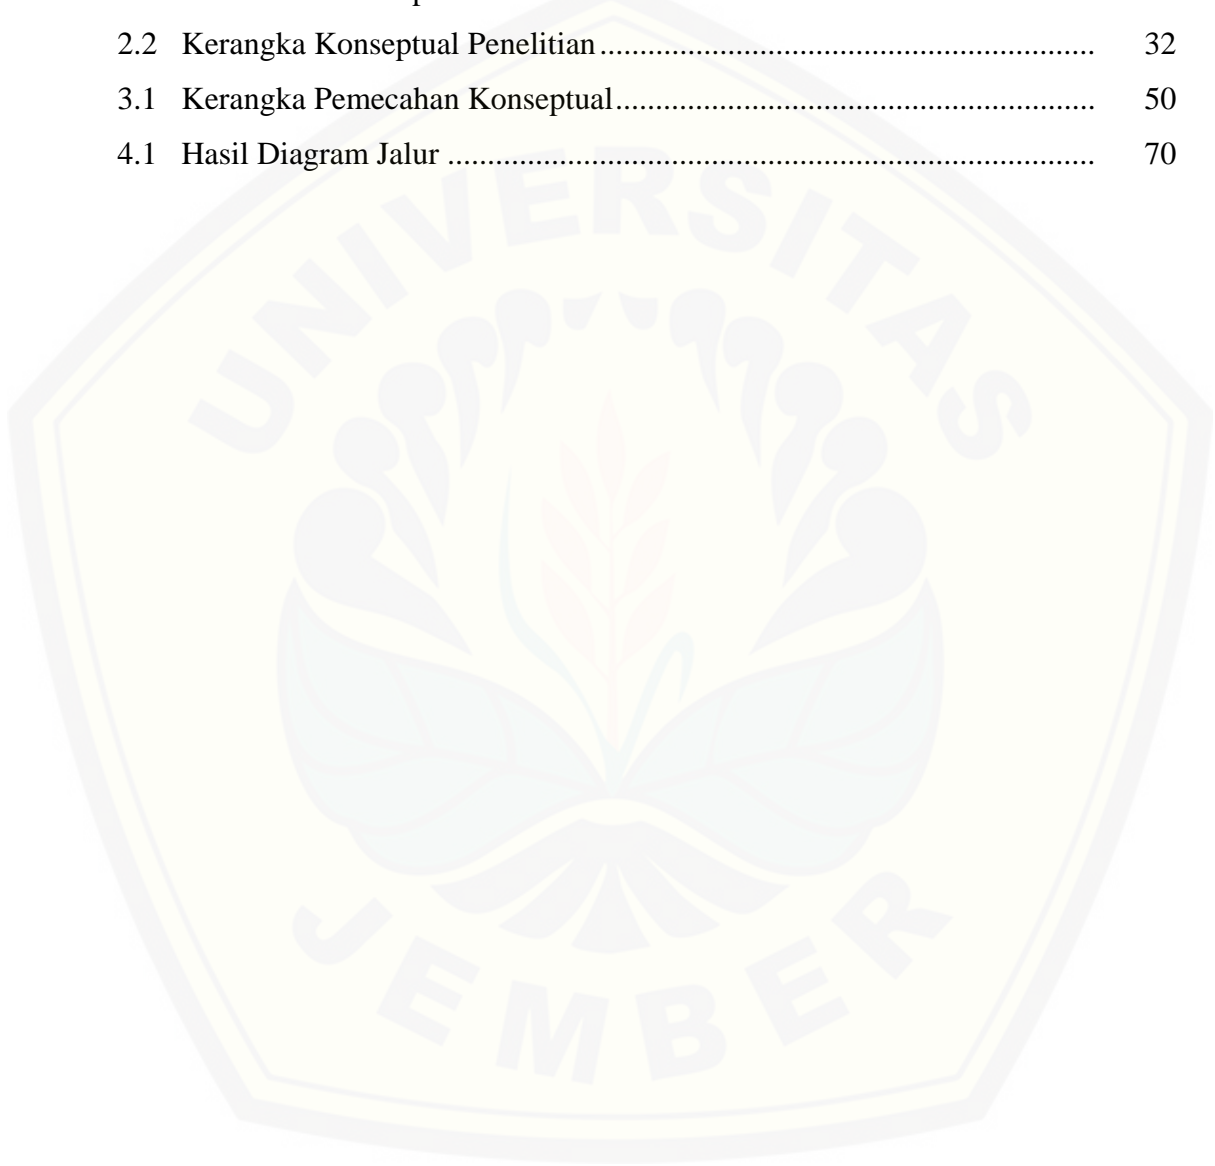 2.2 Kerangka Konseptual Penelitian ............................................................. 32
3.1 Kerangka Pemecahan Konseptual ........................................................... 50
4.1 Hasil Diagram Jalur ................................................................................ 70
UNIVERSITAS
JEMBER